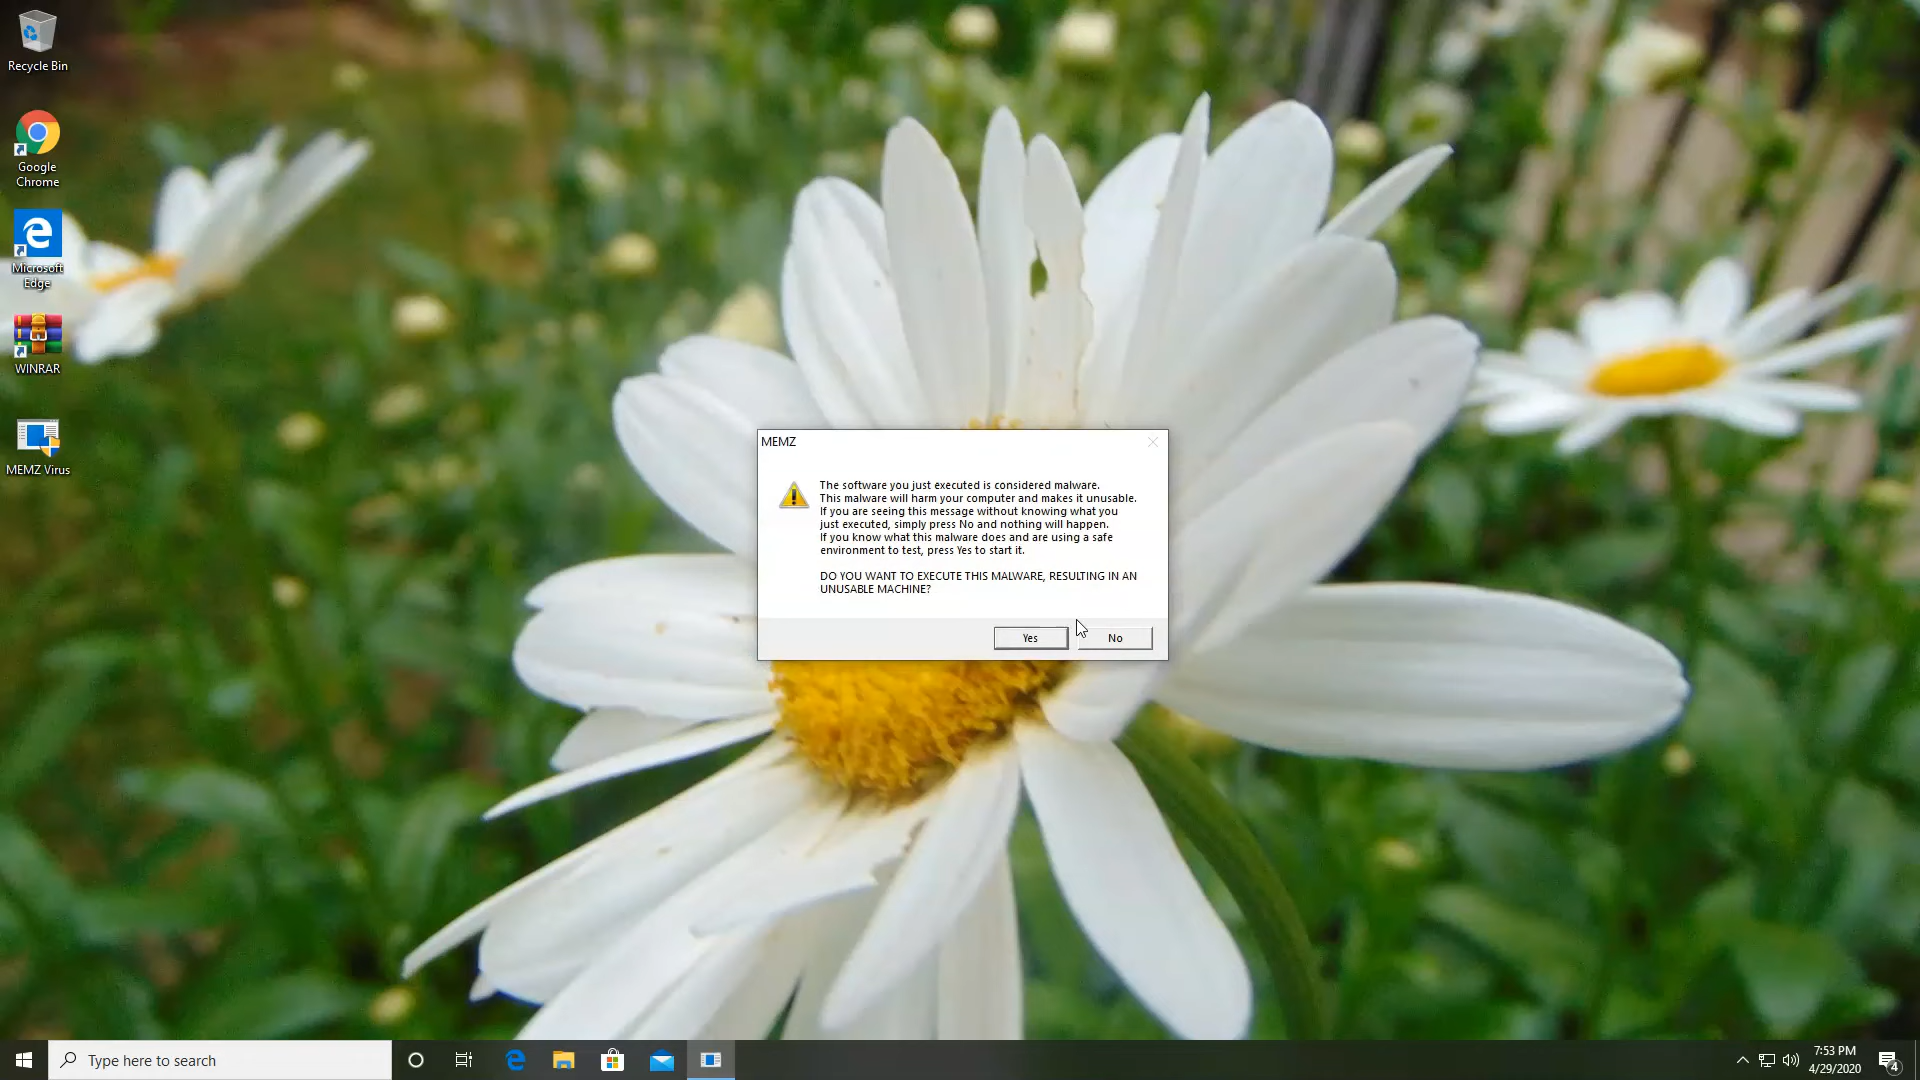 Recycle Bin
Google
Chrome
Microsoft
Edge
WINRAR
MEMZ Virus
MEMZ
The software you just executed is considered malware.
This malware will harm your computer and makes it unusable.
If you are seeing this message without knowing what you
just executed, simply press No and nothing will happen.
If you know what this malware does and are using a safe
environment to test, press Yes to start it.
DO YOU WANT TO EXECUTE THIS MALWARE, RESULTING IN AN
UNUSABLE MACHINE?
Yes
No
Type here to search
7:53 PM
4/29/2020
4